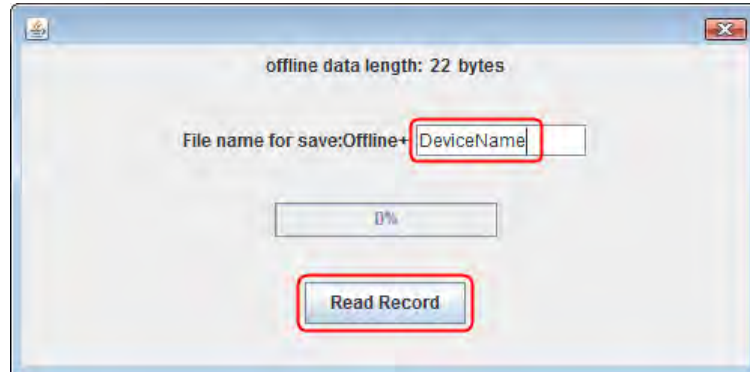 offline data length: 22 bytes
File name for save:Offline+ DeviceName
0%
Read Record